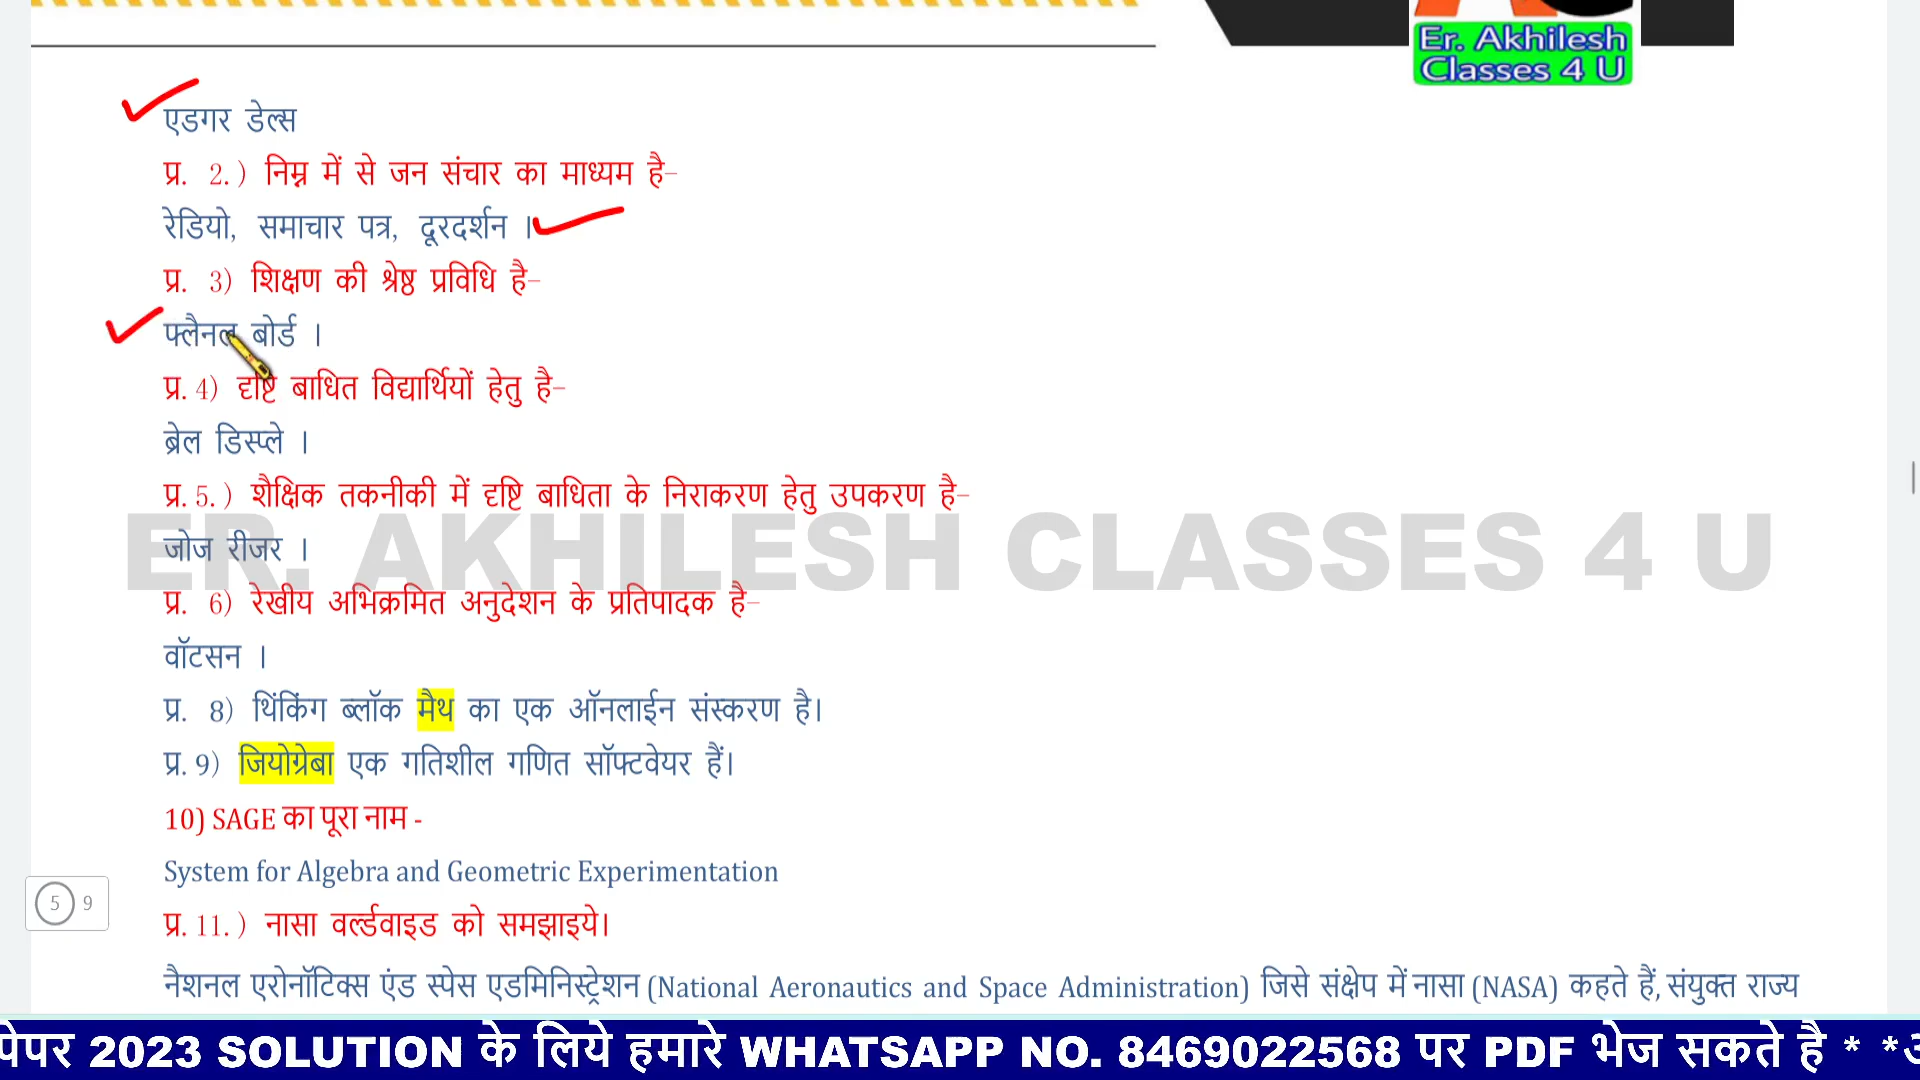 Er. Akhilesh
Classes 4 U
एडगर डेल्स
प्र. 2.) निम्न में से जन संचार का माध्यम है-
रेडियो, समाचार पत्र, दूरदर्शन ।
प्र. 3) शिक्षण की श्रेष्ठ प्रविधि है-
फ्लैनल बोर्ड ।
प्र. 4) दृष्टि बाधित विद्यार्थियों हेतु है-
ब्रेल डिस्प्ले ।
प्र. 5.) शैक्षिक तकनीकी में दृष्टि बाधिता के निराकरण हेतु उपकरण है-
ER. AKHILESH CLASSES 4 U
जोज रीजर ।
प्र. 6) रेखीय अभिक्रमित अनुदेशन के प्रतिपादक है-
वॉटसन ।
प्र. 8) थिंकिंग ब्लॉक मैथ का एक ऑनलाईन संस्करण है।
प्र. 9) जियोग्रेबा एक गतिशील गणित सॉफ्टवेयर हैं।
10) SAGE का पूरा नाम -
System for Algebra and Geometric Experimentation
5 9
प्र. 11.) नासा वर्ल्डवाइड को समझाइये।
नैशनल एरोनॉटिक्स एंड स्पेस एडमिनिस्ट्रेशन (National Aeronautics and Space Administration) जिसे संक्षेप में नासा (NASA) कहते हैं, संयुक्त राज्य
पेपर 2023 SOLUTION के लिये हमारे WHATSAPP NO. 8469022568 पर PDF भेज सकते है * *